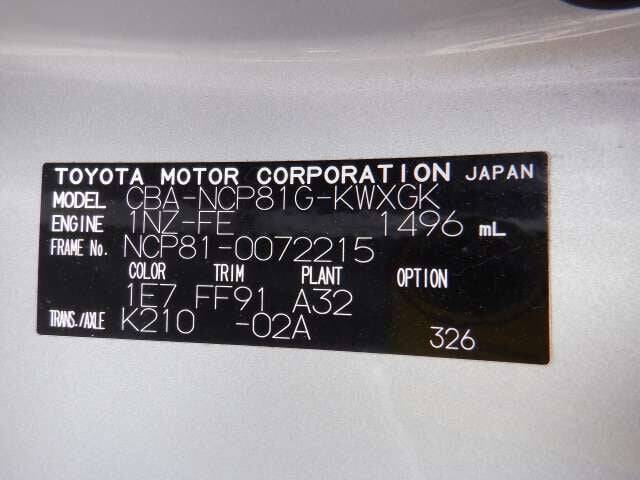 TOYOTA MOTOR CORPORATION JAPAN
MODEL CBA-NCP81G-KWXGK
ENGINE 1NZ-FE 1496 mL
FRAME No. NCP81-0072215
COLOR TRIM PLANT OPTION
1E7 FF91 A32
TRANS./AXLE K210 -02A
326